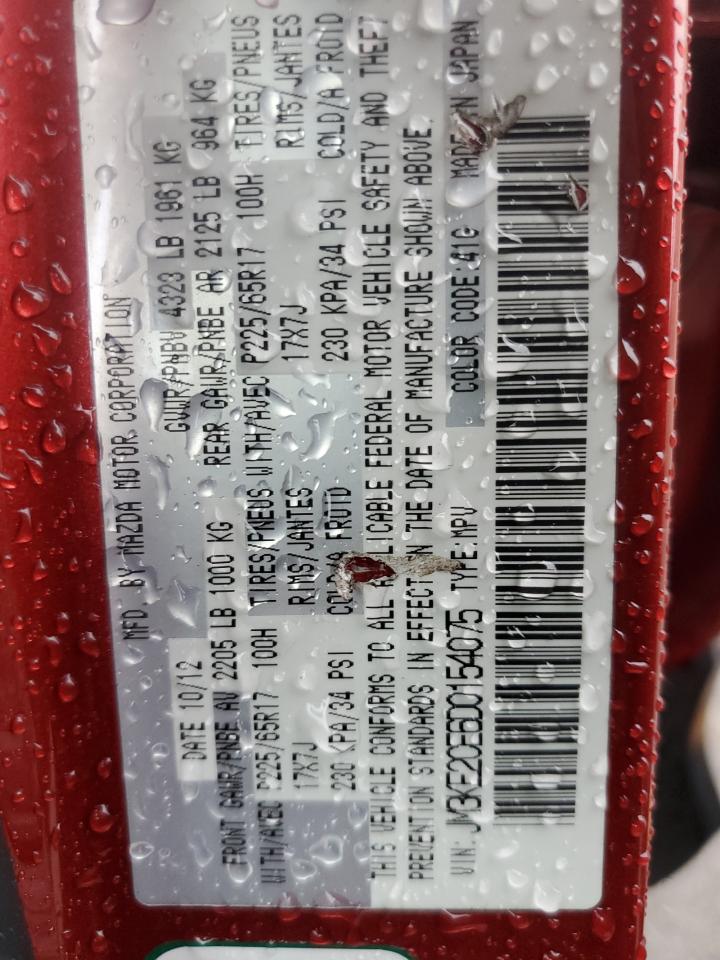 MFD. BY MAZDA MOTOR CORPORATION
DATE 10/12 GVWR/PNBV 4323 LB 1961 KG
FRONT GAWR/PNBE AV 2205 LB 1000 KG REAR GAWR/PNBE AR 2125 LB 964 KG
WITH/AVEC P225/65R17 100H TIRES/PNEUS WITH/AVEC P225/65R17 100H TIRES/PNEUS
17X7J RIMS/JANTES 17X7J RIMS/JANTES
230 KPA/34 PSI COLD/A FROID 230 KPA/34 PSI COLD/A FROID
THIS VEHICLE CONFORMS TO ALL APPLICABLE FEDERAL MOTOR VEHICLE SAFETY AND THEFT
PREVENTION STANDARDS IN EFFECT ON THE DATE OF MANUFACTURE SHOWN ABOVE.
VIN: JM3KE2CE6D0154075 TYPE:MPV COLOR CODE:41G MADE IN JAPAN